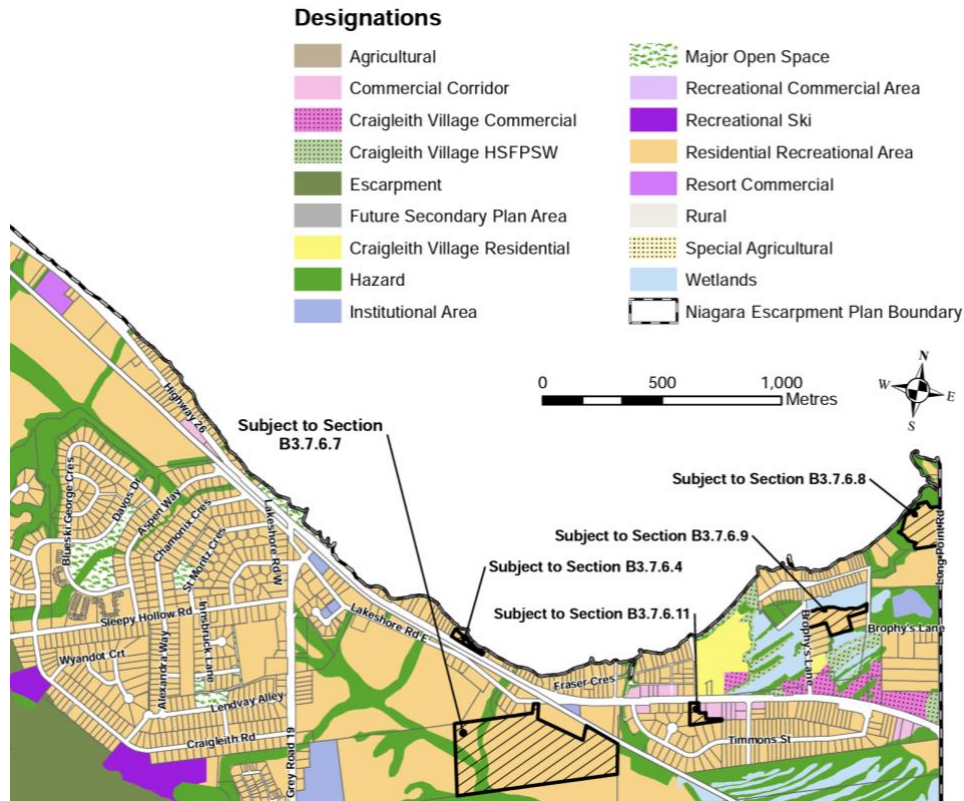 Designations
Agricultural
Commercial Corridor
Craigleith Village Commercial
Craigleith Village HSFPSW
Escarpment
Future Secondary Plan Area
Craigleith Village Residential
Hazard
Institutional Area
Major Open Space
Recreational Commercial Area
Recreational Ski
Residential Recreational Area
Resort Commercial
Rural
Special Agricultural
Wetlands
Niagara Escarpment Plan Boundary
0 500 1,000
Metres
N
W E
S
Highway 26
Subject to Section
B3.7.6.7
Subject to Section B3.7.6.8
Subject to Section B3.7.6.9
Subject to Section B3.7.6.4
Subject to Section B3.7.6.11
Blueski George Cres
Davos Dr
Aspen Way
Chamonix Cres
St Moritz Cres
Lakeshore Rd W
Long Point Rd
Sleepy Hollow Rd
Lakeshore Rd E
Brophy's Lane
Brophy's Lane
Wyandot Crt
Alexandra Way
Innsbruck Lane
Fraser Cres
Lendvay Alley
Craigleith Rd
Grey Road 19
Timmons St